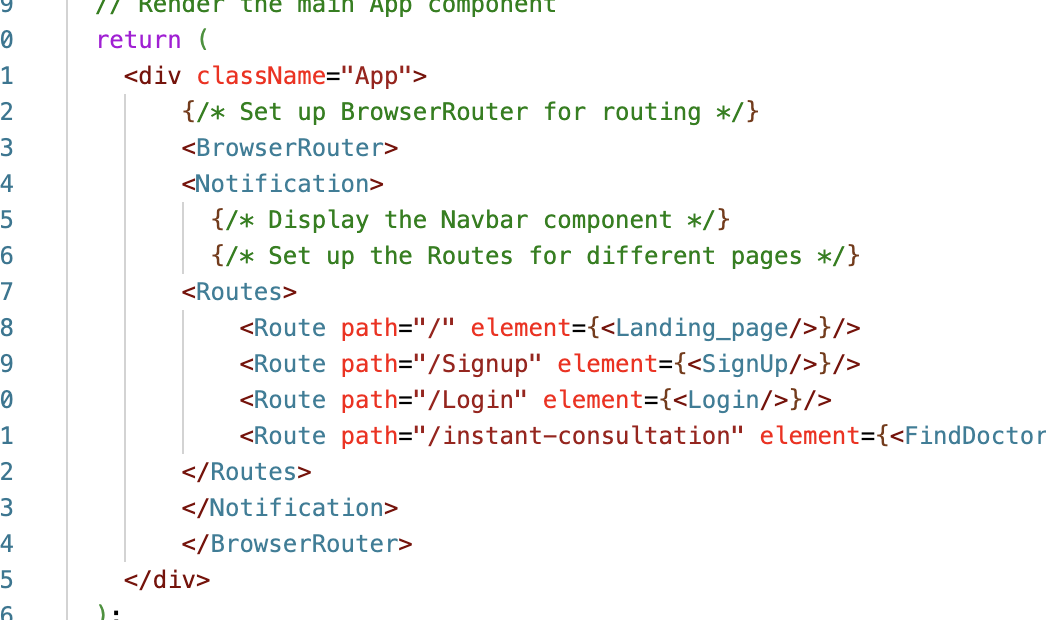 9 // Render the main App component
0 return (
1 <div className="App">
2 {/* Set up BrowserRouter for routing */}
3 <BrowserRouter>
4 <Notification>
5 {/* Display the Navbar component */}
6 {/* Set up the Routes for different pages */}
7 <Routes>
8 <Route path="/" element={<Landing_page/>}/>
9 <Route path="/Signup" element={<SignUp/>}/>
0 <Route path="/Login" element={<Login/>}/>
1 <Route path="/instant-consultation" element={<FindDoctor
2 </Routes>
3 </Notification>
4 </BrowserRouter>
5 </div>
6 );